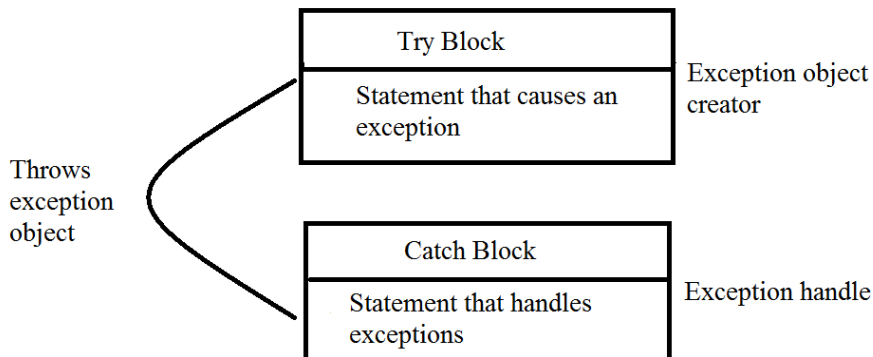 Try Block
Statement that causes an
exception
Exception object
creator
Throws
exception
object
Catch Block
Statement that handles
exceptions
Exception handle